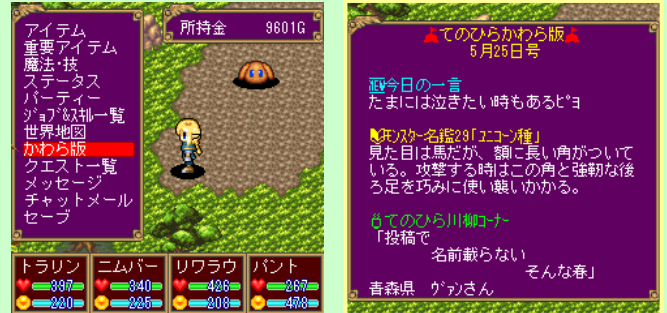 アイテム
重要アイテム
魔法・技
ステータス
パーティー
ジョブ&スキル一覧
世界地図
かわら版
クエスト一覧
メッセージ
チャットメール
セーブ
所持金 9601G
トラリン
397
220
ニムバー
340
225
リワラウ
426
208
パント
267
478
てのひらかわら版
5月25日号
NEW今日の一言
たまには泣きたい時もあるピヨ
モンスター名鑑29「ユニコーン種」
見た目は馬だが、額に長い角がついて
いる。攻撃する時はこの角と強靭な後
ろ足を巧みに使い襲いかかる。
てのひら川柳コーナー
「投稿で
名前載らない
そんな春」
青森県 ヴァンさん